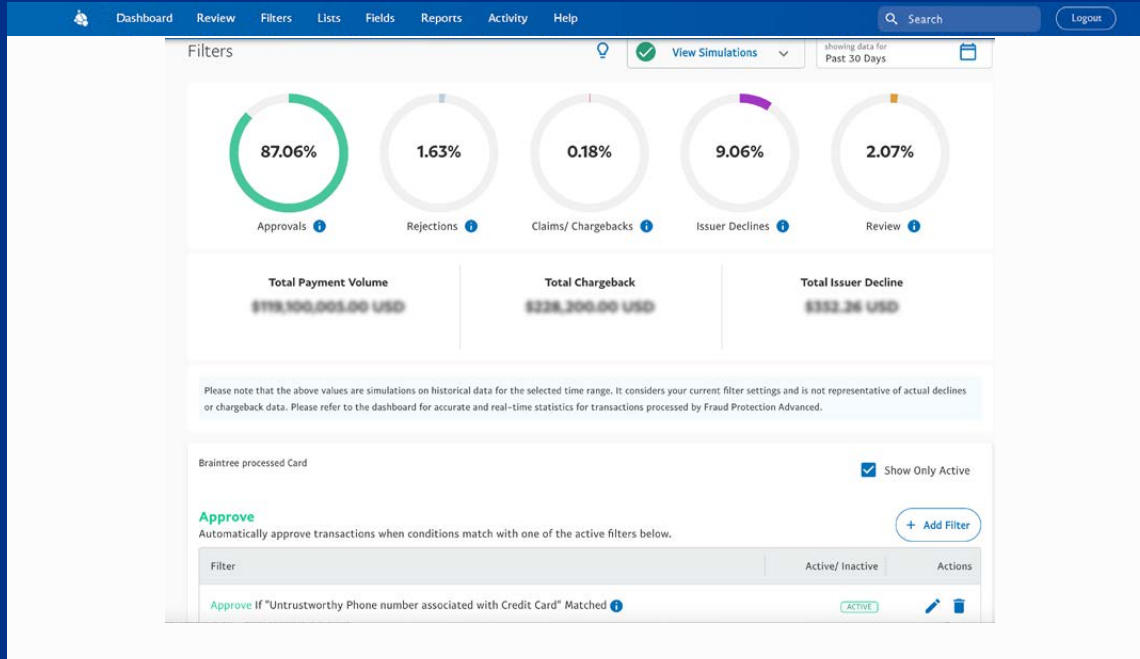 Dashboard Review Filters Lists Fields Reports Activity Help Search Logout
Filters View Simulations showing data for
Past 30 Days
87.06% 1.63% 0.18% 9.06% 2.07%
Approvals Rejections Claims/ Chargebacks Issuer Declines Review
Total Payment Volume Total Chargeback Total Issuer Decline
Please note that the above values are simulations on historical data for the selected time range. It considers your current filter settings and is not representative of actual declines
or chargeback data. Please refer to the dashboard for accurate and real-time statistics for transactions processed by Fraud Protection Advanced.
Braintree processed Card Show Only Active
Approve
Automatically approve transactions when conditions match with one of the active filters below. + Add Filter
Filter Active/ Inactive Actions
Approve If "Untrustworthy Phone number associated with Credit Card" Matched ACTIVE